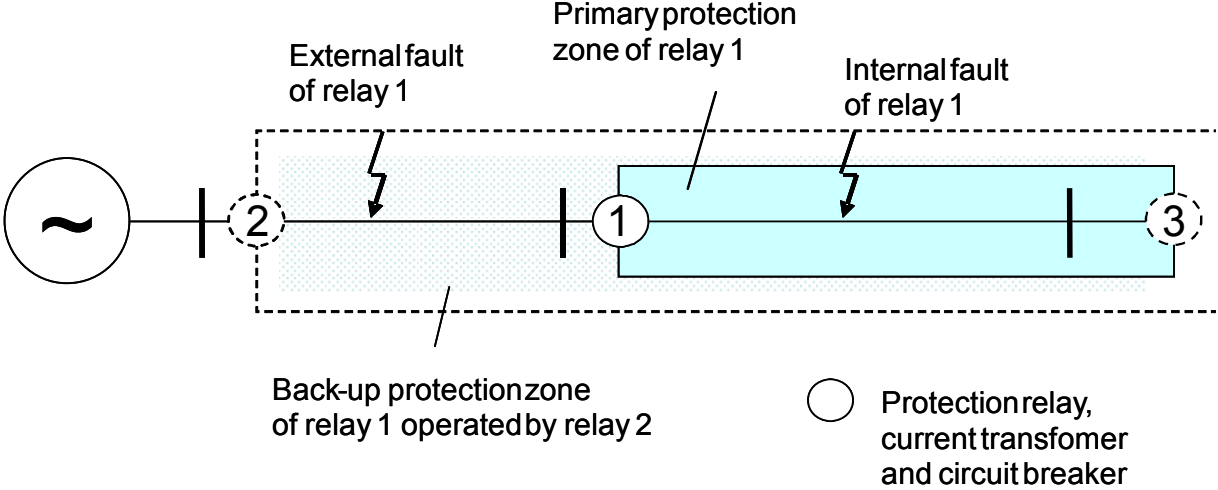 Primary protection
zone of relay 1
External fault
of relay 1
Internal fault
of relay 1
~
2
1
3
Back-up protection zone
of relay 1 operated by relay 2
Protection relay,
current transfomer
and circuit breaker